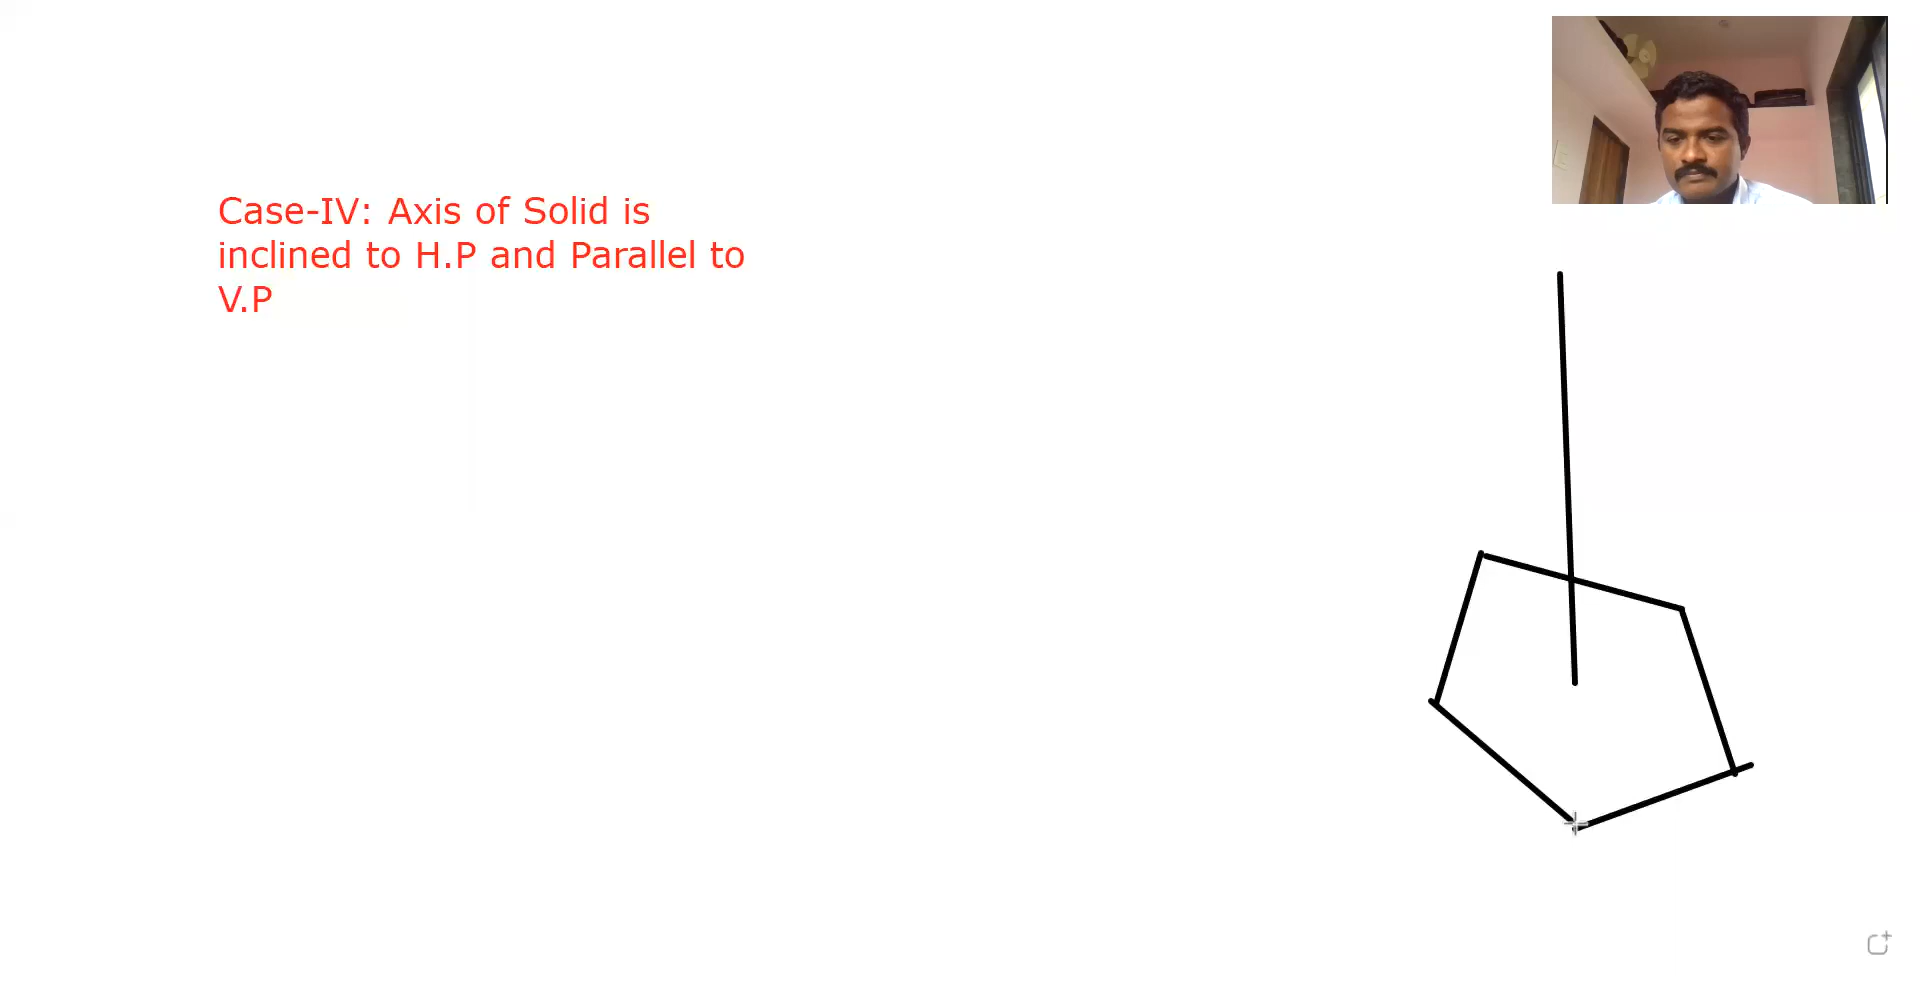 Case-IV: Axis of Solid is
inclined to H.P and Parallel to
V.P